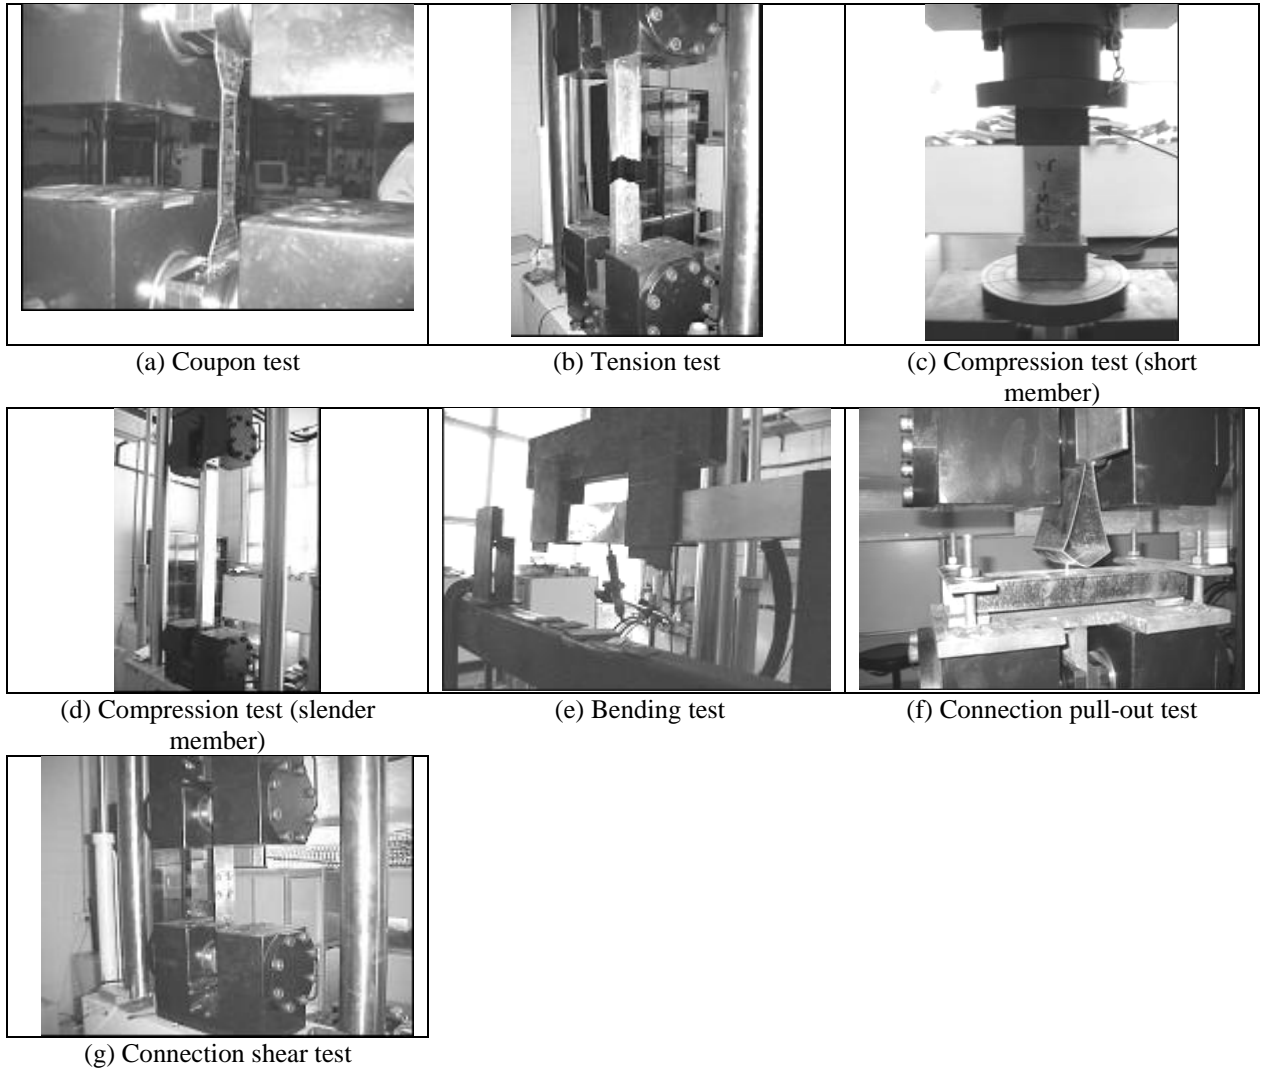 (a) Coupon test
(b) Tension test
(c) Compression test (short
member)
(d) Compression test (slender
member)
(e) Bending test
(f) Connection pull-out test
(g) Connection shear test